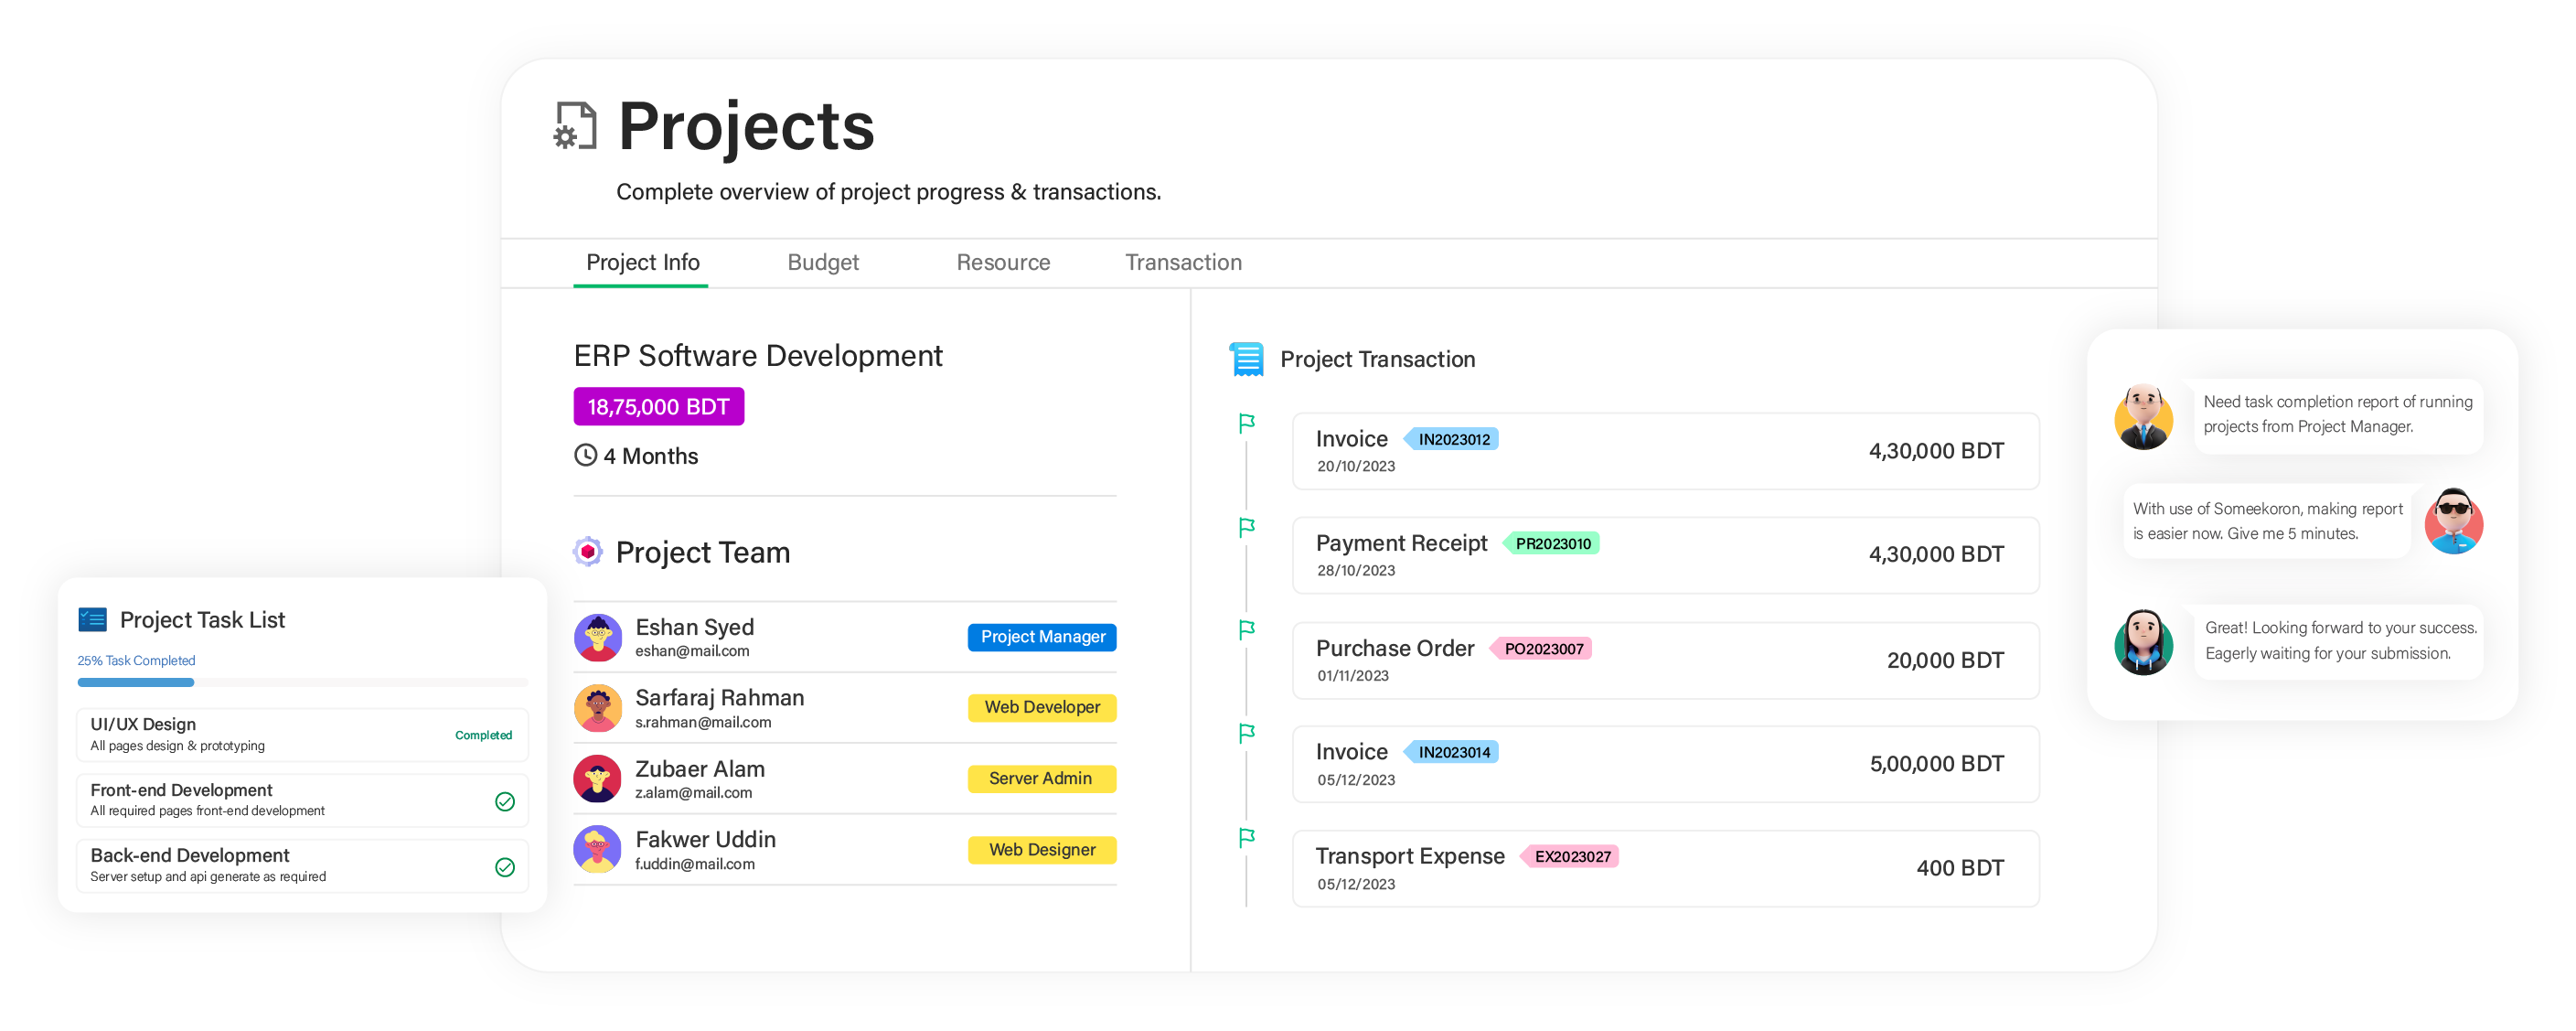 Projects
Complete overview of project progress & transactions.
Project Info
Budget
Resource
Transaction
ERP Software Development
18,75,000 BDT
4 Months
Project Team
Eshan Syed
eshan@mail.com
Project Manager
Sarfaraj Rahman
s.rahman@mail.com
Web Developer
Zubaer Alam
z.alam@mail.com
Server Admin
Fakwer Uddin
f.uddin@mail.com
Web Designer
Project Task List
25% Task Completed
UI/UX Design
All pages design & prototyping
Completed
Front-end Development
All required pages front-end development
Back-end Development
Server setup and api generate as required
Project Transaction
Invoice
IN2023012
20/10/2023
4,30,000 BDT
Payment Receipt
PR2023010
28/10/2023
4,30,000 BDT
Purchase Order
PO2023007
01/11/2023
20,000 BDT
Invoice
IN2023014
05/12/2023
5,00,000 BDT
Transport Expense
EX2023027
05/12/2023
400 BDT
Need task completion report of running
projects from Project Manager.
With use of Someekoron, making report
is easier now. Give me 5 minutes.
Great! Looking forward to your success.
Eagerly waiting for your submission.